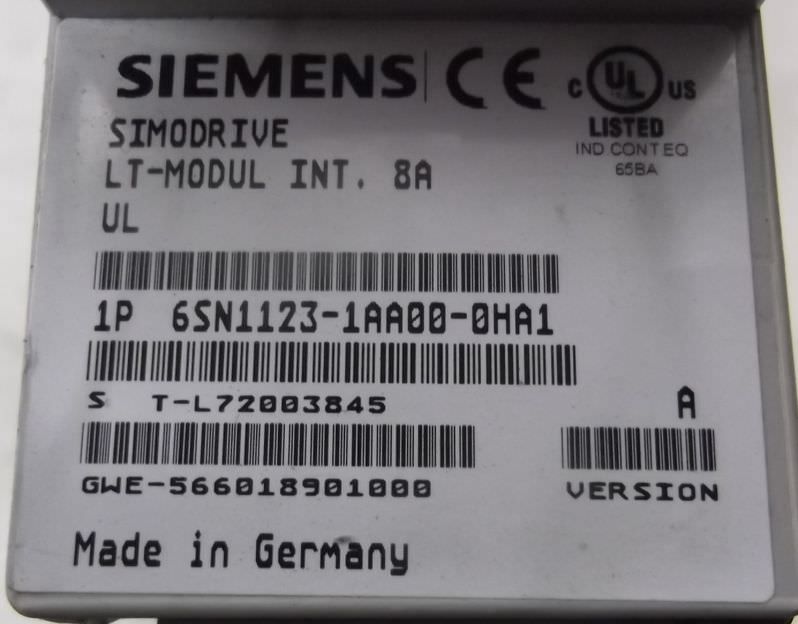 SIEMENS CE
C UL US
LISTED
IND CONT EQ
65BA
SIMODRIVE
LT-MODUL INT. 8A
UL
1P 6SN1123-1AA00-0HA1
S T-L72003845
A
GWE-566018901000
VERSION
Made in Germany